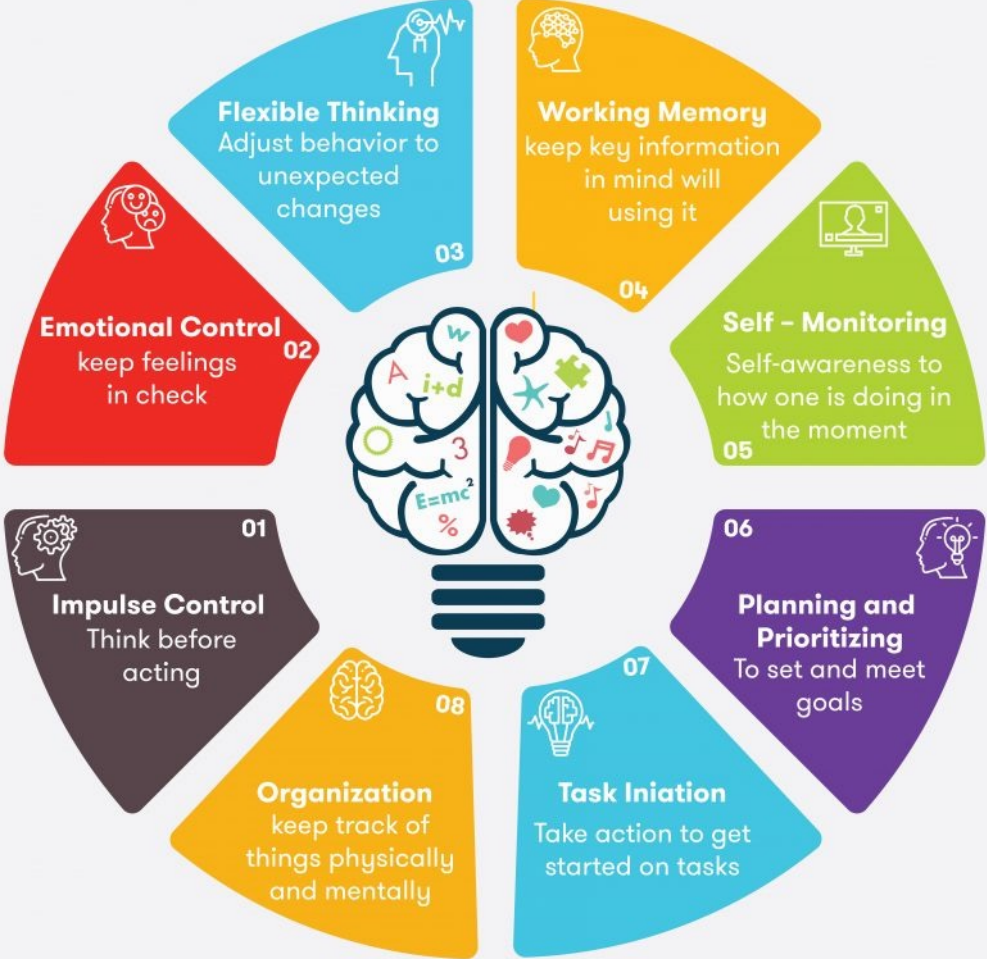 01
Impulse Control
Think before
acting
02
Emotional Control
keep feelings
in check
03
Flexible Thinking
Adjust behavior to
unexpected
changes
04
Working Memory
keep key information
in mind will
using it
05
Self – Monitoring
Self-awareness to
how one is doing in
the moment
06
Planning and
Prioritizing
To set and meet
goals
07
Task Iniation
Take action to get
started on tasks
08
Organization
keep track of
things physically
and mentally
w
A
i+d
3
E=mc²
%